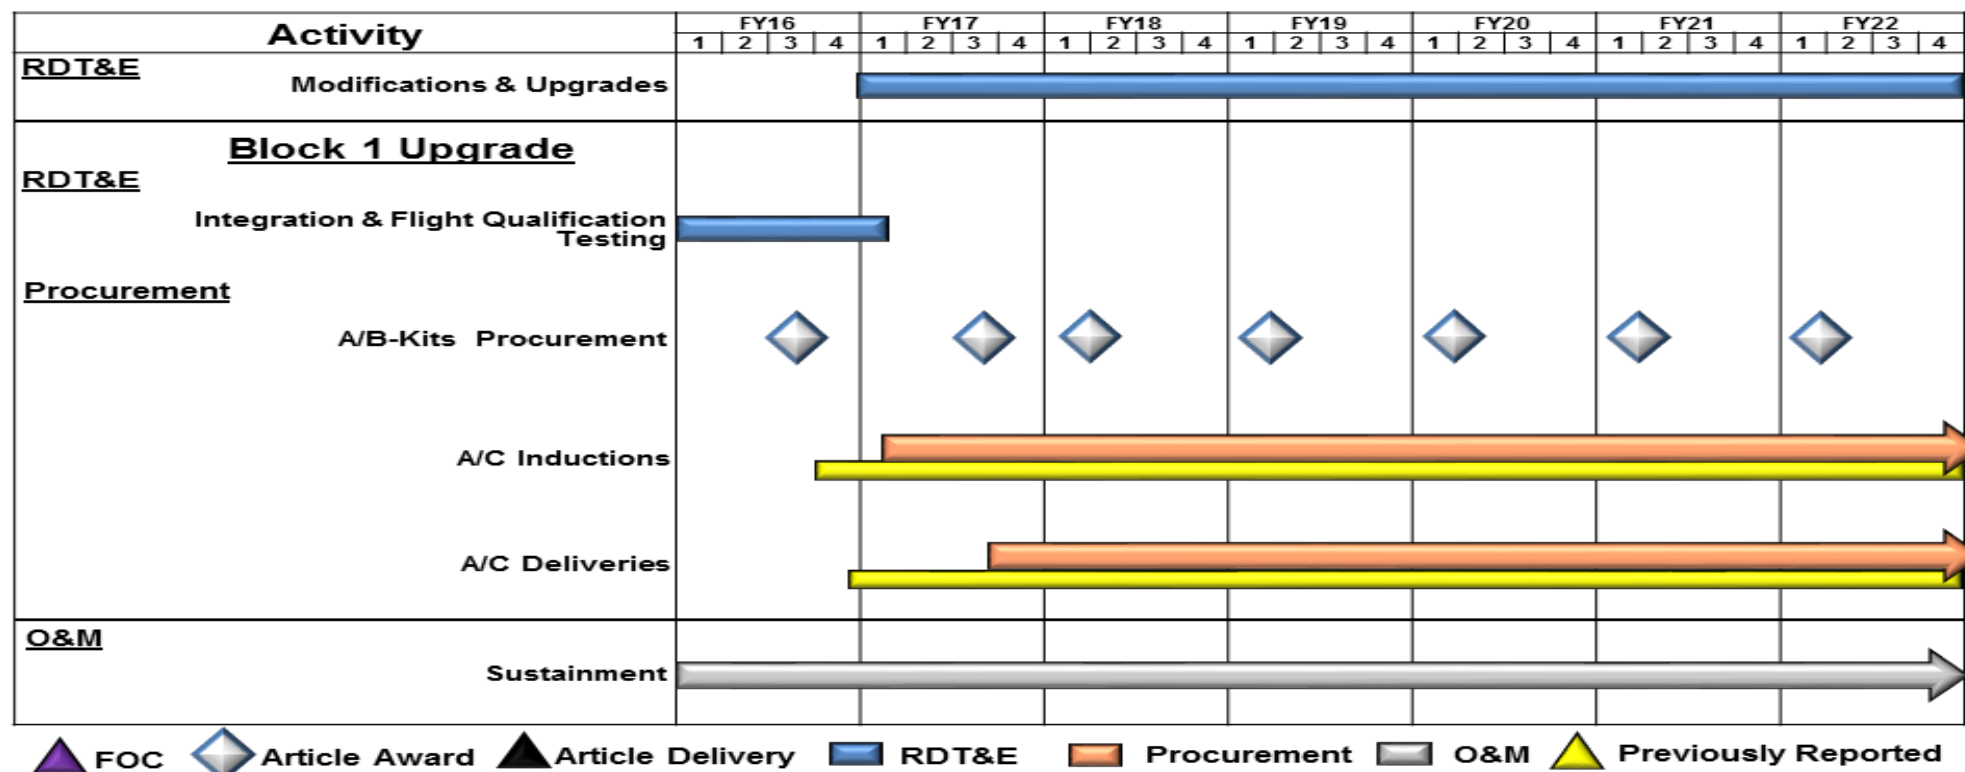 Activity FY16 FY17 FY18 FY19 FY20 FY21 FY22
1 2 3 4 1 2 3 4 1 2 3 4 1 2 3 4 1 2 3 4 1 2 3 4 1 2 3 4
RDT&E
Modifications & Upgrades
Block 1 Upgrade
RDT&E
Integration & Flight Qualification
Testing
Procurement
A/B-Kits Procurement
A/C Inductions
A/C Deliveries
O&M
Sustainment
FOC Article Award Article Delivery RDT&E Procurement O&M Previously Reported